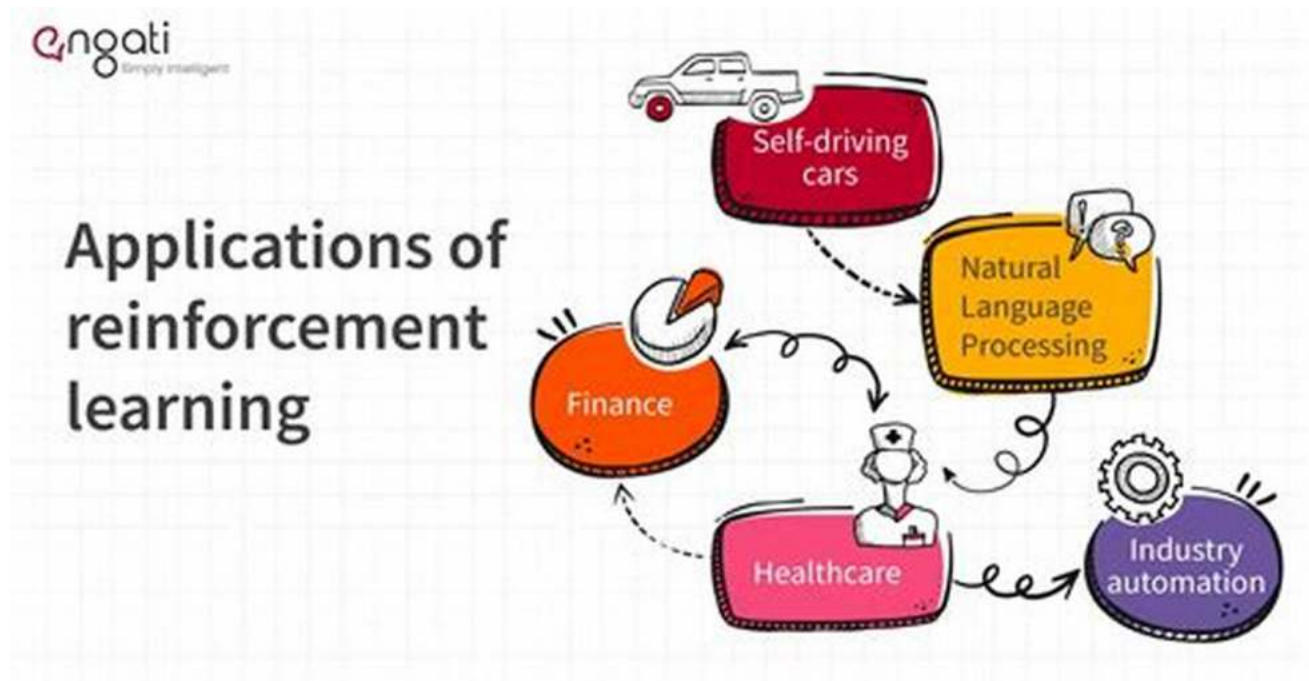 engati
Simply intelligent
Applications of
reinforcement
learning
Self-driving
cars
Natural
Language
Processing
Finance
Healthcare
Industry
automation